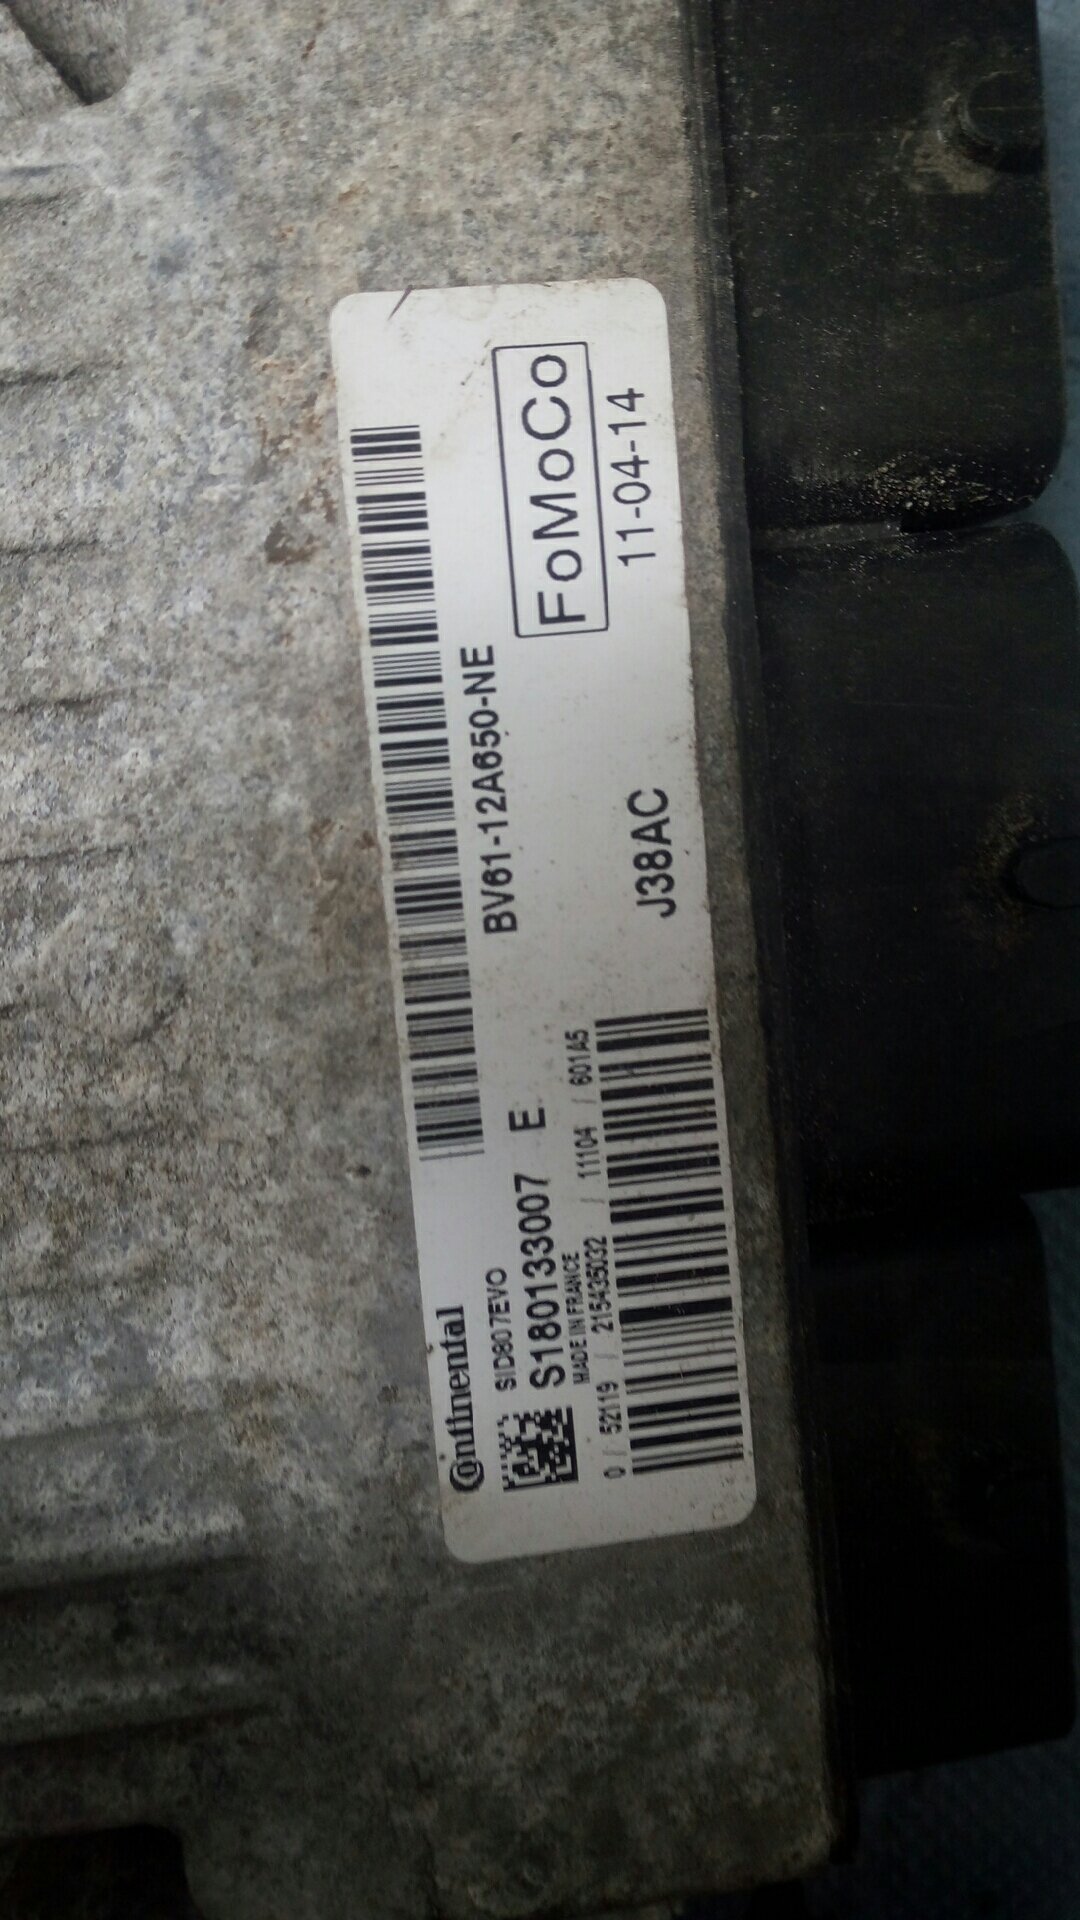 BV61-12A650-NE
FoMoCo
11-04-14
J38AC
Continental
SID807EVO
S180133007 E
MADE IN FRANCE
0 / 52119 / 215435032 / 11104 / 601A5